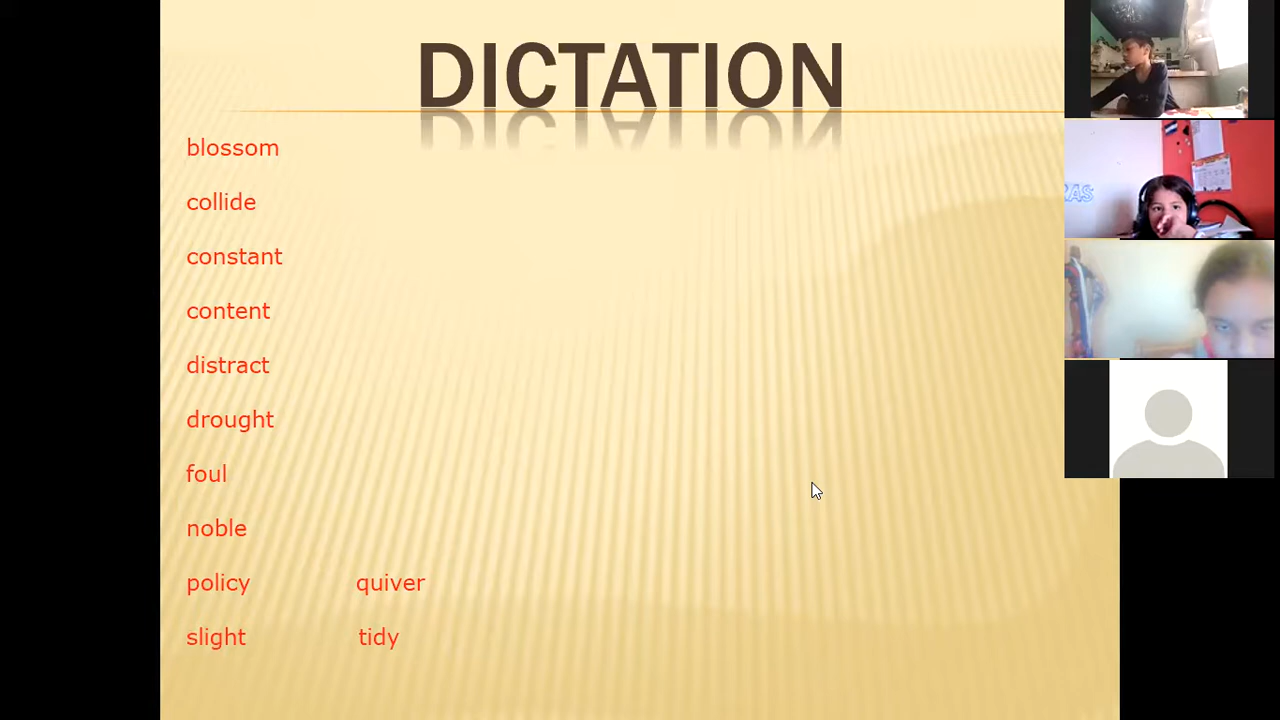 DICTATION
blossom
collide
constant
content
distract
drought
foul
noble
policy quiver
slight tidy